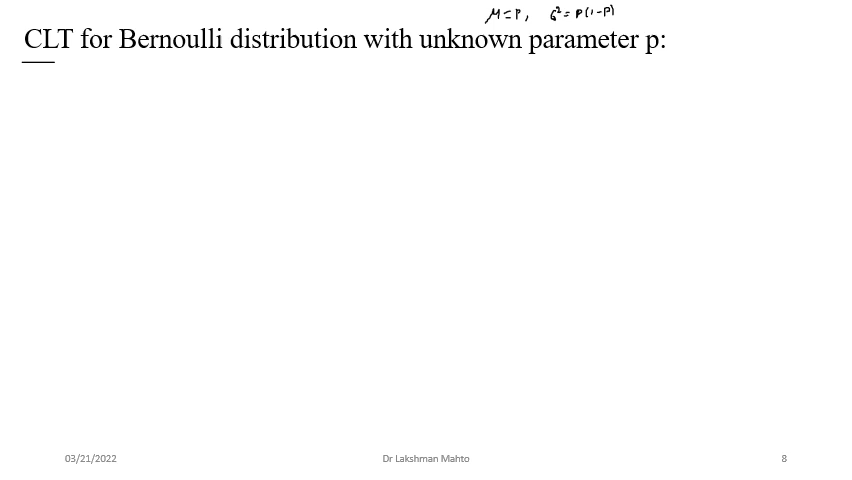 μ = p, σ² = p(1-p)
CLT for Bernoulli distribution with unknown parameter p:
03/21/2022 Dr Lakshman Mahto 8